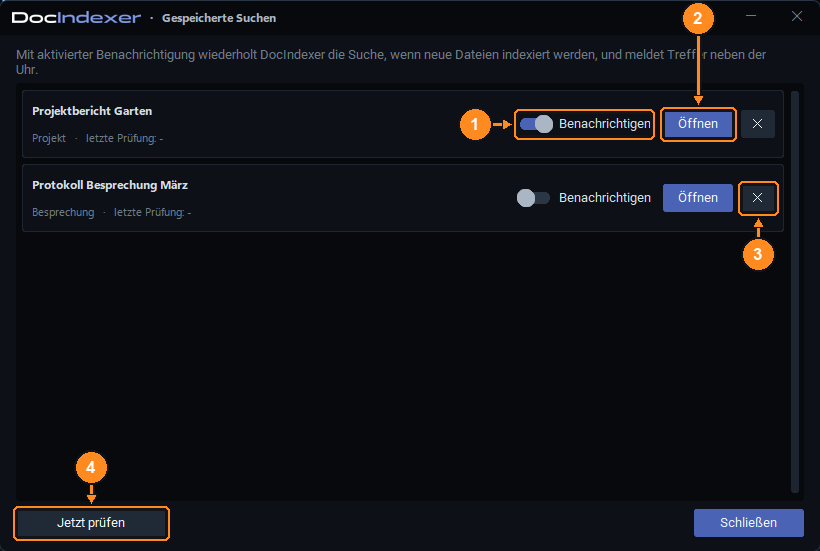 DocIndexer · Gespeicherte Suchen
2
Mit aktivierter Benachrichtigung wiederholt DocIndexer die Suche, wenn neue Dateien indexiert werden, und meldet Treffer neben der
Uhr.
Projektbericht Garten
1
Benachrichtigen
Öffnen
Projekt · letzte Prüfung: -
Protokoll Besprechung März
Benachrichtigen
Öffnen
Besprechung · letzte Prüfung: -
3
4
Jetzt prüfen
Schließen